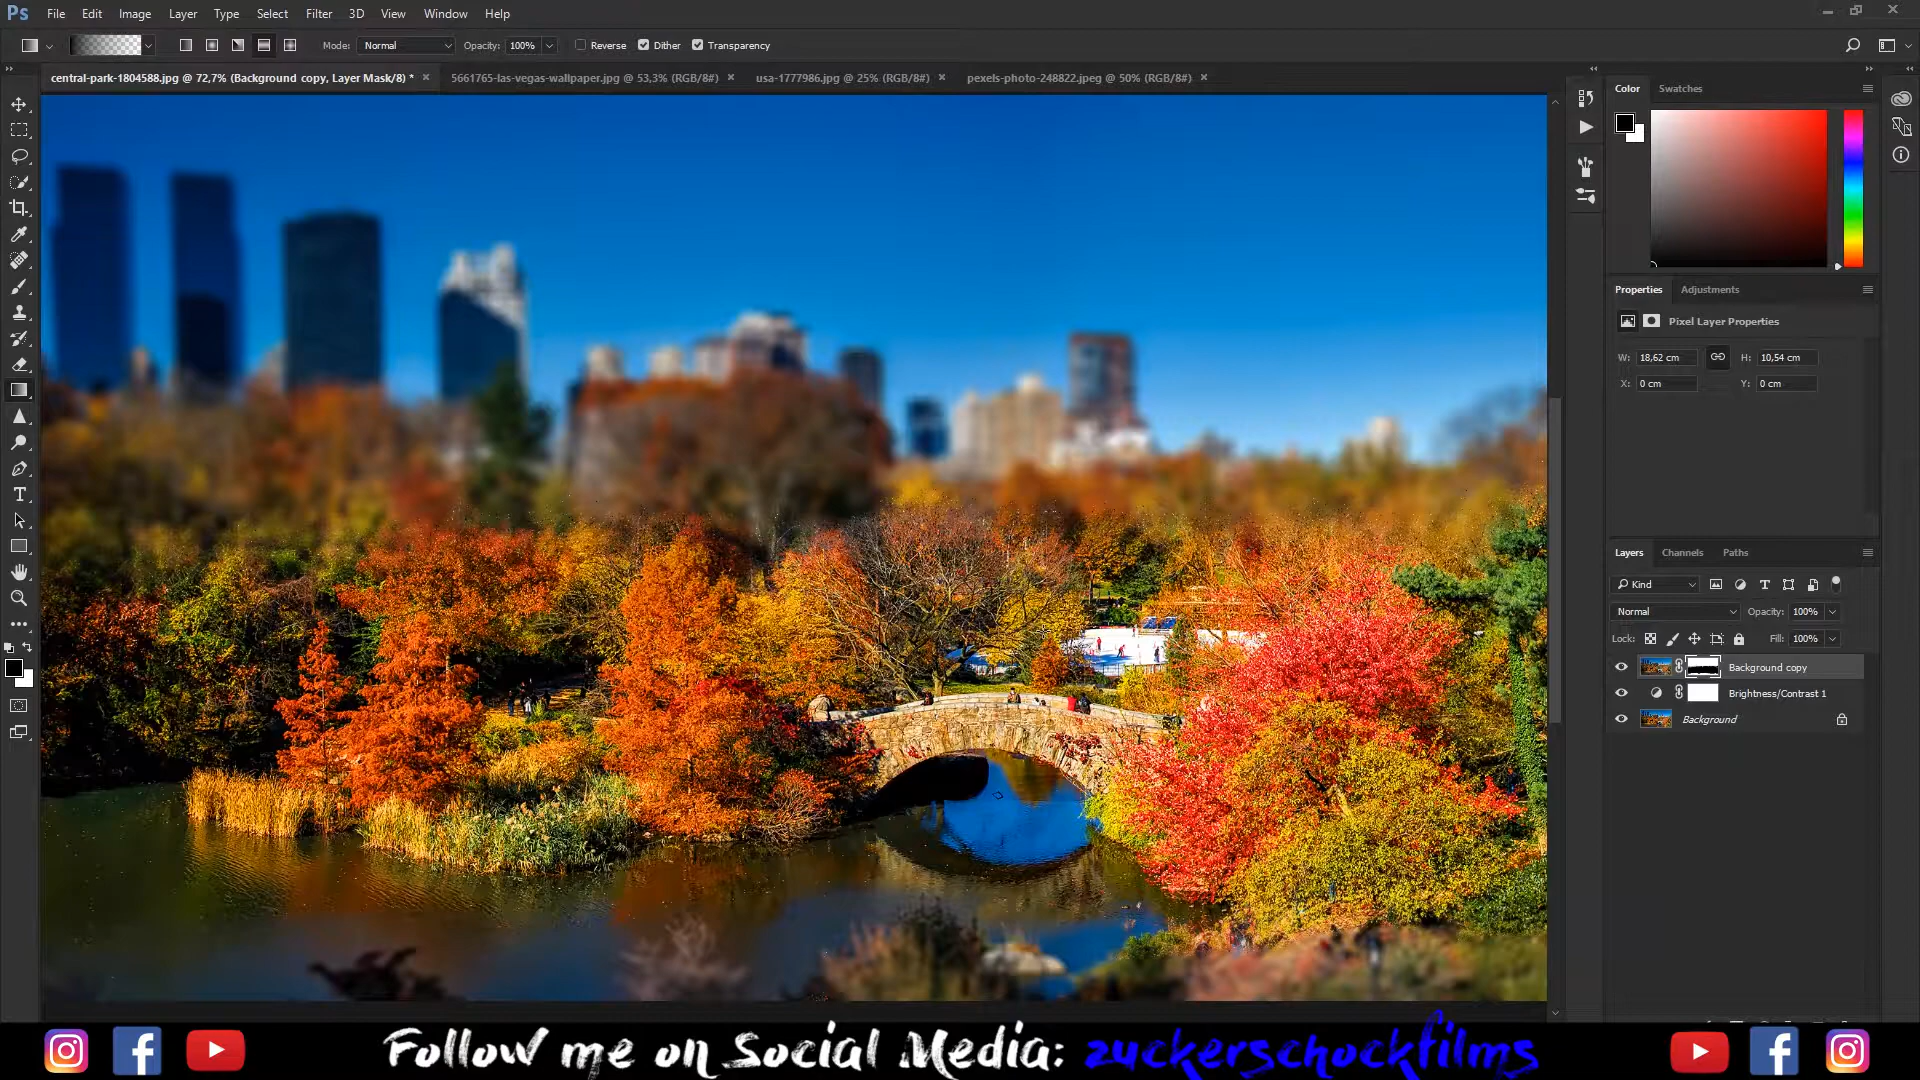 Ps File Edit Image Layer Type Select Filter 3D View Window Help
Mode: Normal Opacity: 100% Reverse Dither Transparency
central-park-1804588.jpg @ 72,7% (Background copy, Layer Mask/8) * × 5661765-las-vegas-wallpaper.jpg @ 53,3% (RGB/8#) × usa-1777986.jpg @ 25% (RGB/8#) × pexels-photo-248822.jpeg @ 50% (RGB/8#) ×
Color Swatches
Properties Adjustments
Pixel Layer Properties
W: 18,62 cm H: 10,54 cm
X: 0 cm Y: 0 cm
Layers Channels Paths
Kind
Normal Opacity: 100%
Lock: Fill: 100%
Background copy
Brightness/Contrast 1
Background
Follow me on Social Media: zuckerschockfilms